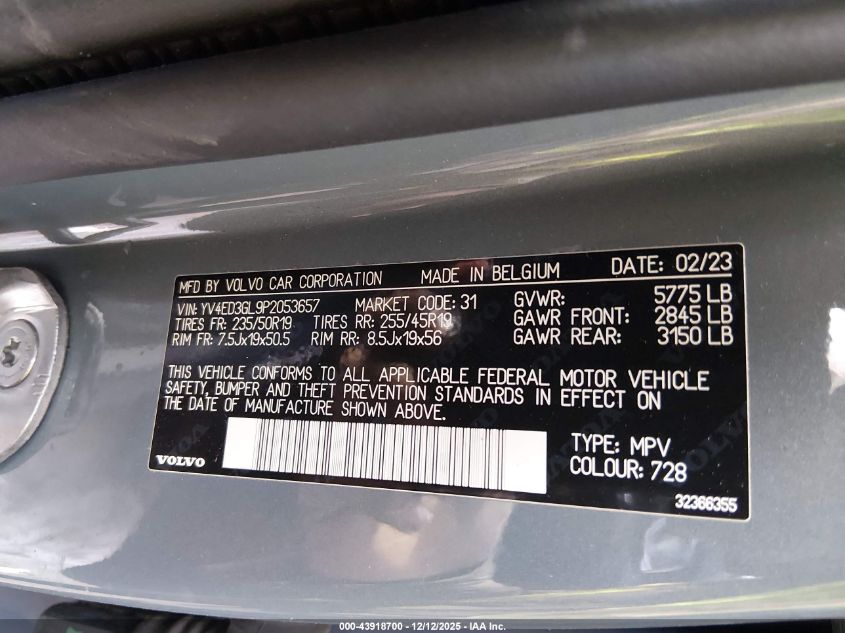 MFD BY VOLVO CAR CORPORATION MADE IN BELGIUM DATE: 02/23
VIN: YV4ED3GL9P2053657 MARKET CODE: 31 GVWR: 5775 LB
TIRES FR: 235/50R19 TIRES RR: 255/45R19 GAWR FRONT: 2845 LB
RIM FR: 7.5Jx19x50.5 RIM RR: 8.5Jx19x56 GAWR REAR: 3150 LB
THIS VEHICLE CONFORMS TO ALL APPLICABLE FEDERAL MOTOR VEHICLE
SAFETY, BUMPER AND THEFT PREVENTION STANDARDS IN EFFECT ON
THE DATE OF MANUFACTURE SHOWN ABOVE.
TYPE: MPV
VOLVO COLOUR: 728
32366355
000-43918700 - 12/12/2025 - IAA Inc.